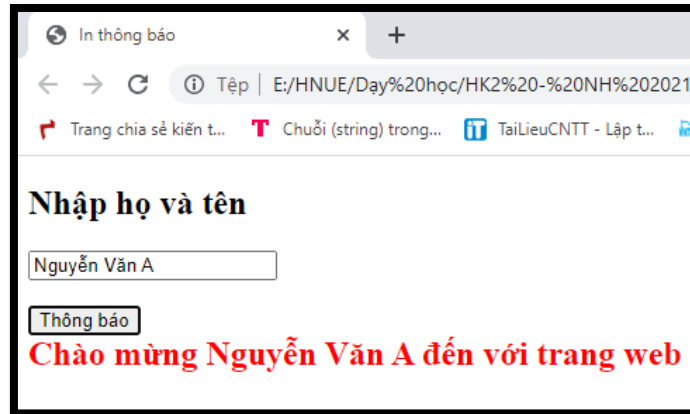 In thông báo
Tệp | E:/HNUE/Dạy%20học/HK2%20-%20NH%202021
Trang chia sẻ kiến t... T Chuỗi (string) trong... iT TaiLieuCNTT - Lập t...
Nhập họ và tên
Nguyễn Văn A
Thông báo
Chào mừng Nguyễn Văn A đến với trang web